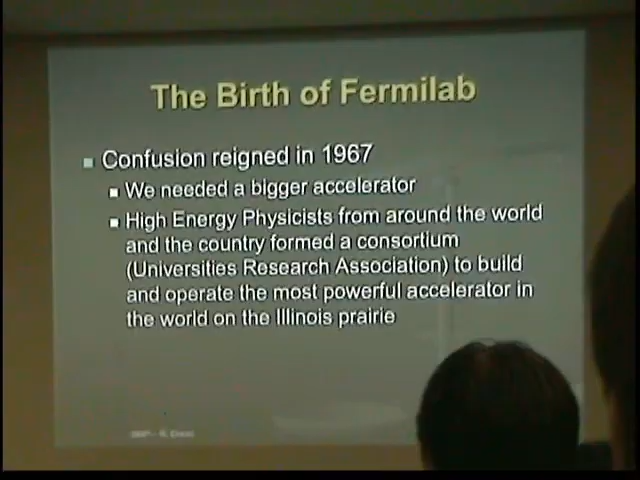 The Birth of Fermilab
Confusion reigned in 1967
We needed a bigger accelerator
High Energy Physicists from around the world
and the country formed a consortium
(Universities Research Association) to build
and operate the most powerful accelerator in
the world on the Illinois prairie